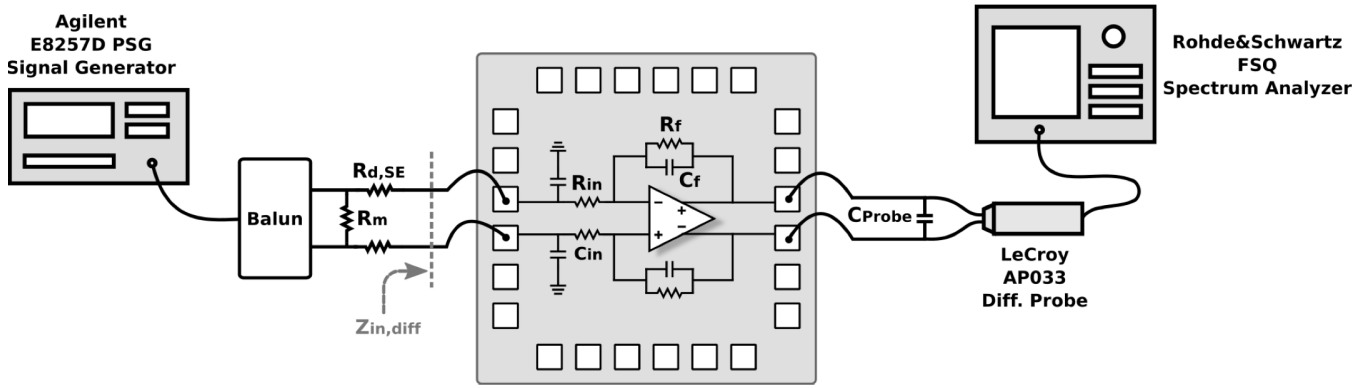 Agilent
E8257D PSG
Signal Generator
Balun
Rd,SE
Rm
Zin,diff
Rin
Cin
Rf
Cf
− +
+ −
CProbe
LeCroy
AP033
Diff. Probe
Rohde&Schwartz
FSQ
Spectrum Analyzer